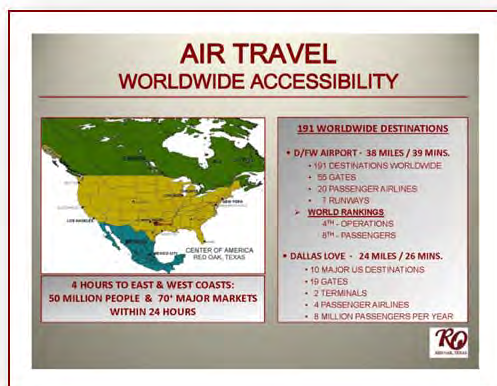 AIR TRAVEL
WORLDWIDE ACCESSIBILITY
LOS ANGELES
NEW YORK
MEXICO CITY
CENTER OF AMERICA
RED OAK, TEXAS
4 HOURS TO EAST & WEST COASTS:
50 MILLION PEOPLE & 70+ MAJOR MARKETS
WITHIN 24 HOURS
191 WORLDWIDE DESTINATIONS
• D/FW AIRPORT - 38 MILES / 39 MINS.
• 191 DESTINATIONS WORLDWIDE
• 55 GATES
• 20 PASSENGER AIRLINES
• 7 RUNWAYS
➢ WORLD RANKINGS
4TH - OPERATIONS
8TH - PASSENGERS
• DALLAS LOVE - 24 MILES / 26 MINS.
• 10 MAJOR US DESTINATIONS
• 19 GATES
• 2 TERMINALS
• 4 PASSENGER AIRLINES
• 8 MILLION PASSENGERS PER YEAR
RO
RED OAK, TEXAS